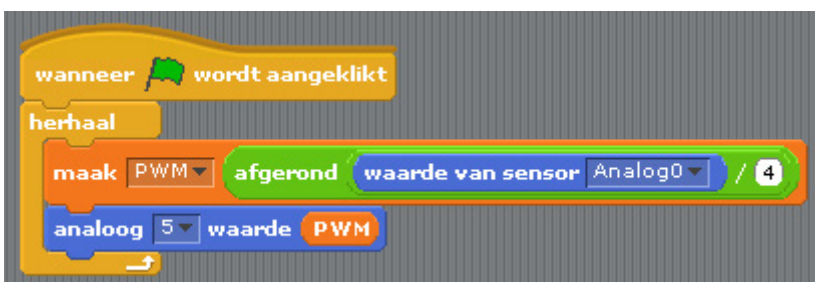 wanneer wordt aangeklikt
herhaal
maak PWM afgerond waarde van sensor Analog0 / 4
analoog 5 waarde PWM